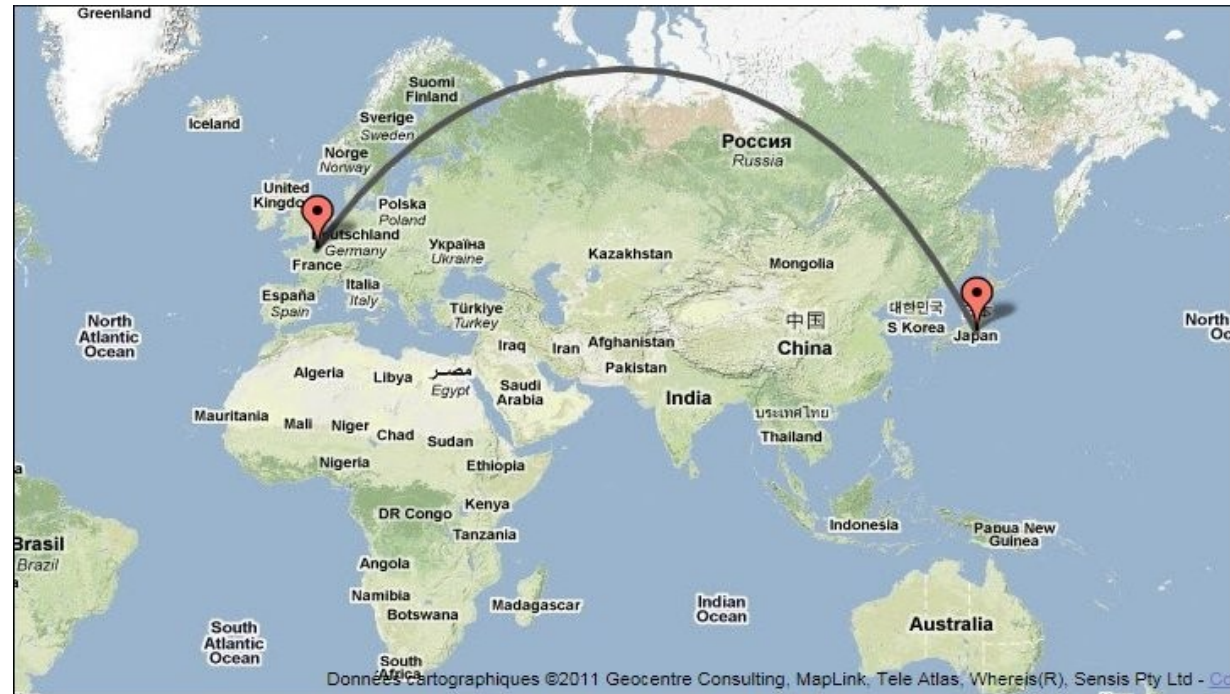 Greenland
Iceland
Suomi
Finland
Sverige
Sweden
Norge
Norway
United
Polska
Poland
Germany
Україна
Ukraine
France
España
Spain
Italia
Italy
Türkiye
Turkey
Россия
Russia
Kazakhstan
Mongolia
中国
China
대한민국
S Korea
Japan
North
Atlantic
Ocean
North
Iraq
Iran
Afghanistan
Pakistan
India
Algeria
Libya
مصر
Egypt
Saudi
Arabia
Mauritania
Mali
Niger
Chad
Sudan
Nigeria
Ethiopia
ประเทศไทย
Thailand
DR Congo
Kenya
Tanzania
Indonesia
Papua New
Guinea
Brasil
Brazil
Angola
Namibia
Botswana
Madagascar
Indian
Ocean
Australia
South
Atlantic
Ocean
South
Africa
Données cartographiques ©2011 Geocentre Consulting, MapLink, Tele Atlas, Whereis(R), Sensis Pty Ltd -